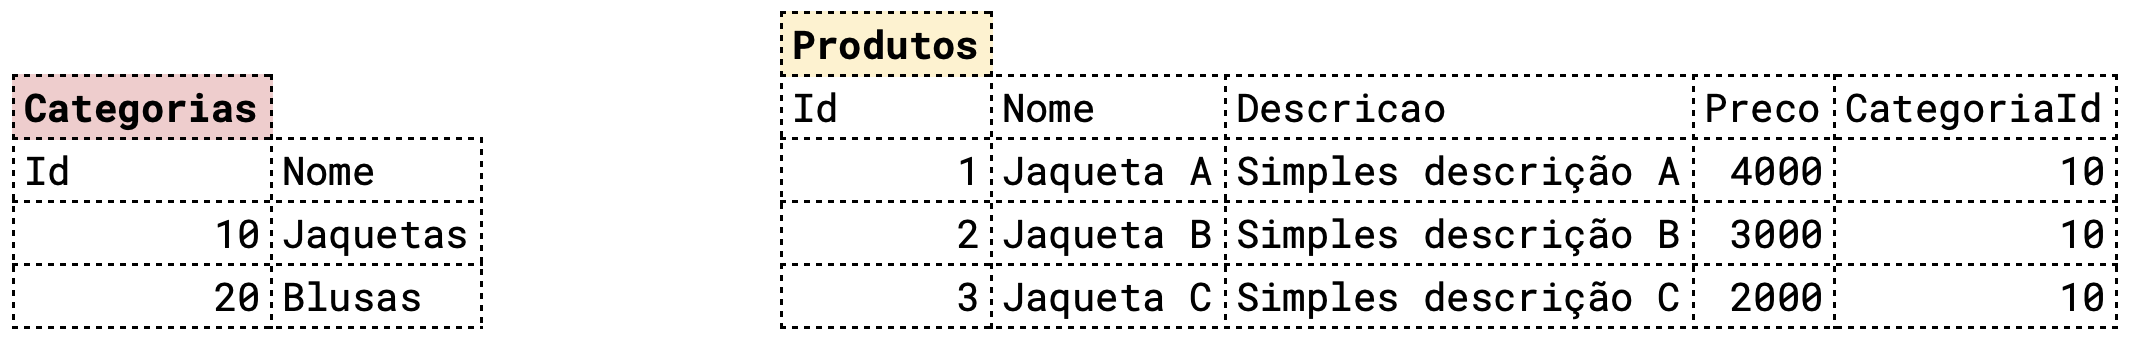 Categorias
Id Nome
10 Jaquetas
20 Blusas
Produtos
Id Nome Descricao Preco CategoriaId
1 Jaqueta A Simples descrição A 4000 10
2 Jaqueta B Simples descrição B 3000 10
3 Jaqueta C Simples descrição C 2000 10